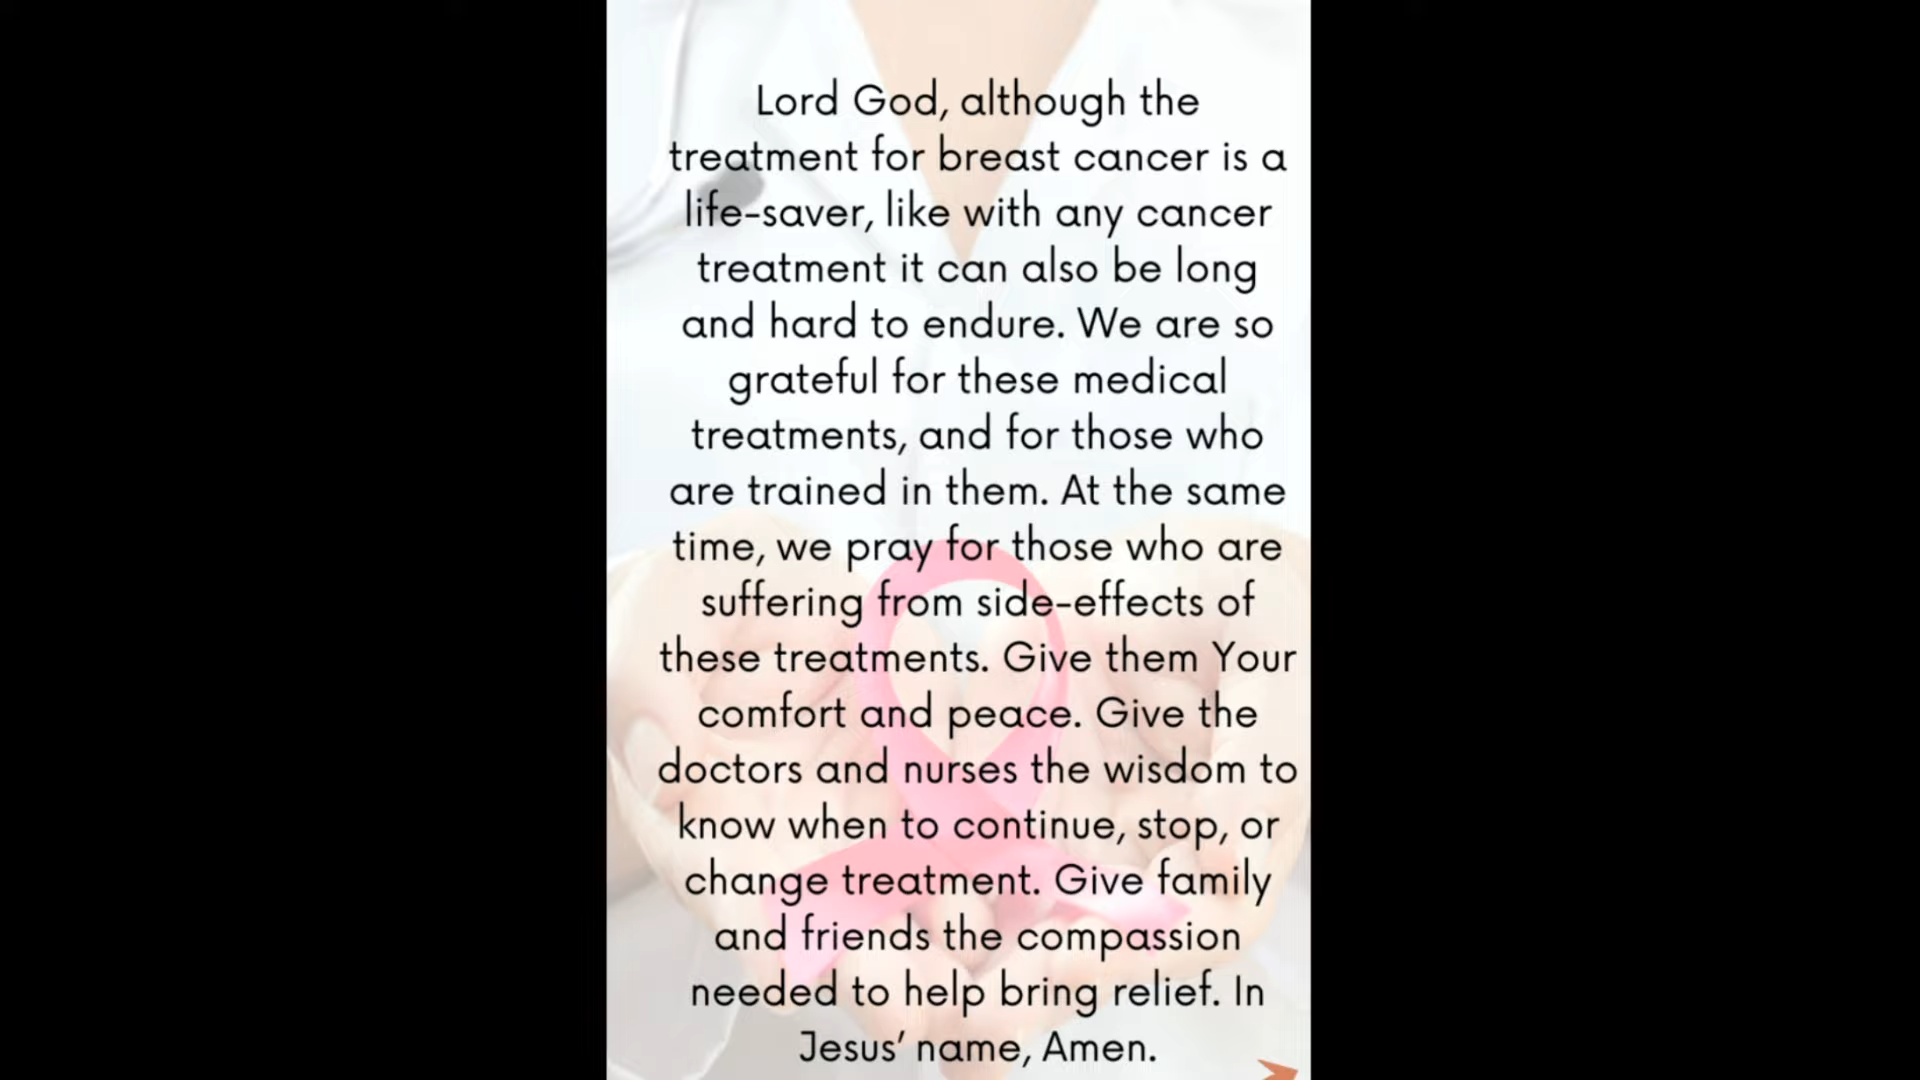 Lord God, although the
treatment for breast cancer is a
life-saver, like with any cancer
treatment it can also be long
and hard to endure. We are so
grateful for these medical
treatments, and for those who
are trained in them. At the same
time, we pray for those who are
suffering from side-effects of
these treatments. Give them Your
comfort and peace. Give the
doctors and nurses the wisdom to
know when to continue, stop, or
change treatment. Give family
and friends the compassion
needed to help bring relief. In
Jesus’ name, Amen.